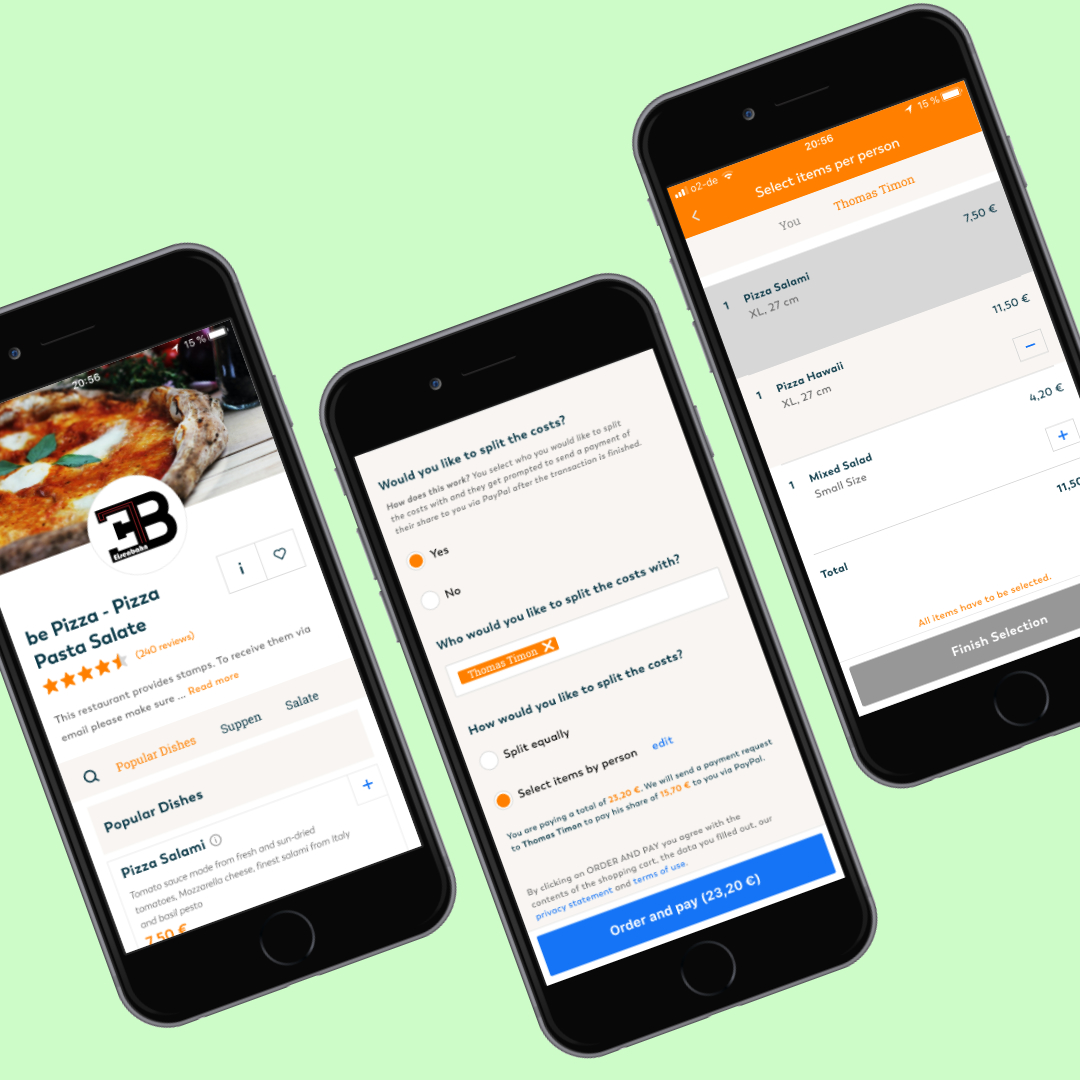 20:56
15 %
EB
Eisenbahn
be Pizza - Pizza
Pasta Salate
(240 reviews)
This restaurant provides stamps. To receive them via
email please make sure ... Read more
Popular Dishes Suppen Salate
Popular Dishes
Pizza Salami
Tomato sauce made from fresh and sun-dried
tomatoes, Mozzarella cheese, finest salami from Italy
and basil pesto
7,50 €
Would you like to split the costs?
How does this work? You select who you would like to split
the costs with and they get prompted to send a payment of
their share to you via PayPal after the transaction is finished.
Yes
No
Who would you like to split the costs with?
Thomas Timon
How would you like to split the costs?
Split equally
Select items by person edit
You are paying a total of 23,20 €. We will send a payment request
to Thomas Timon to pay his share of 15,70 € to you via PayPal.
By clicking on ORDER AND PAY you agree with the
contents of the shopping cart, the data you filled out, our
privacy statement and terms of use.
Order and pay (23,20 €)
o2-de 20:56 15 %
Select items per person
You Thomas Timon
7,50 €
1 Pizza Salami
XL, 27 cm
11,50 €
1 Pizza Hawaii
XL, 27 cm
4,20 €
1 Mixed Salad
Small Size
11,50
Total
All items have to be selected.
Finish Selection